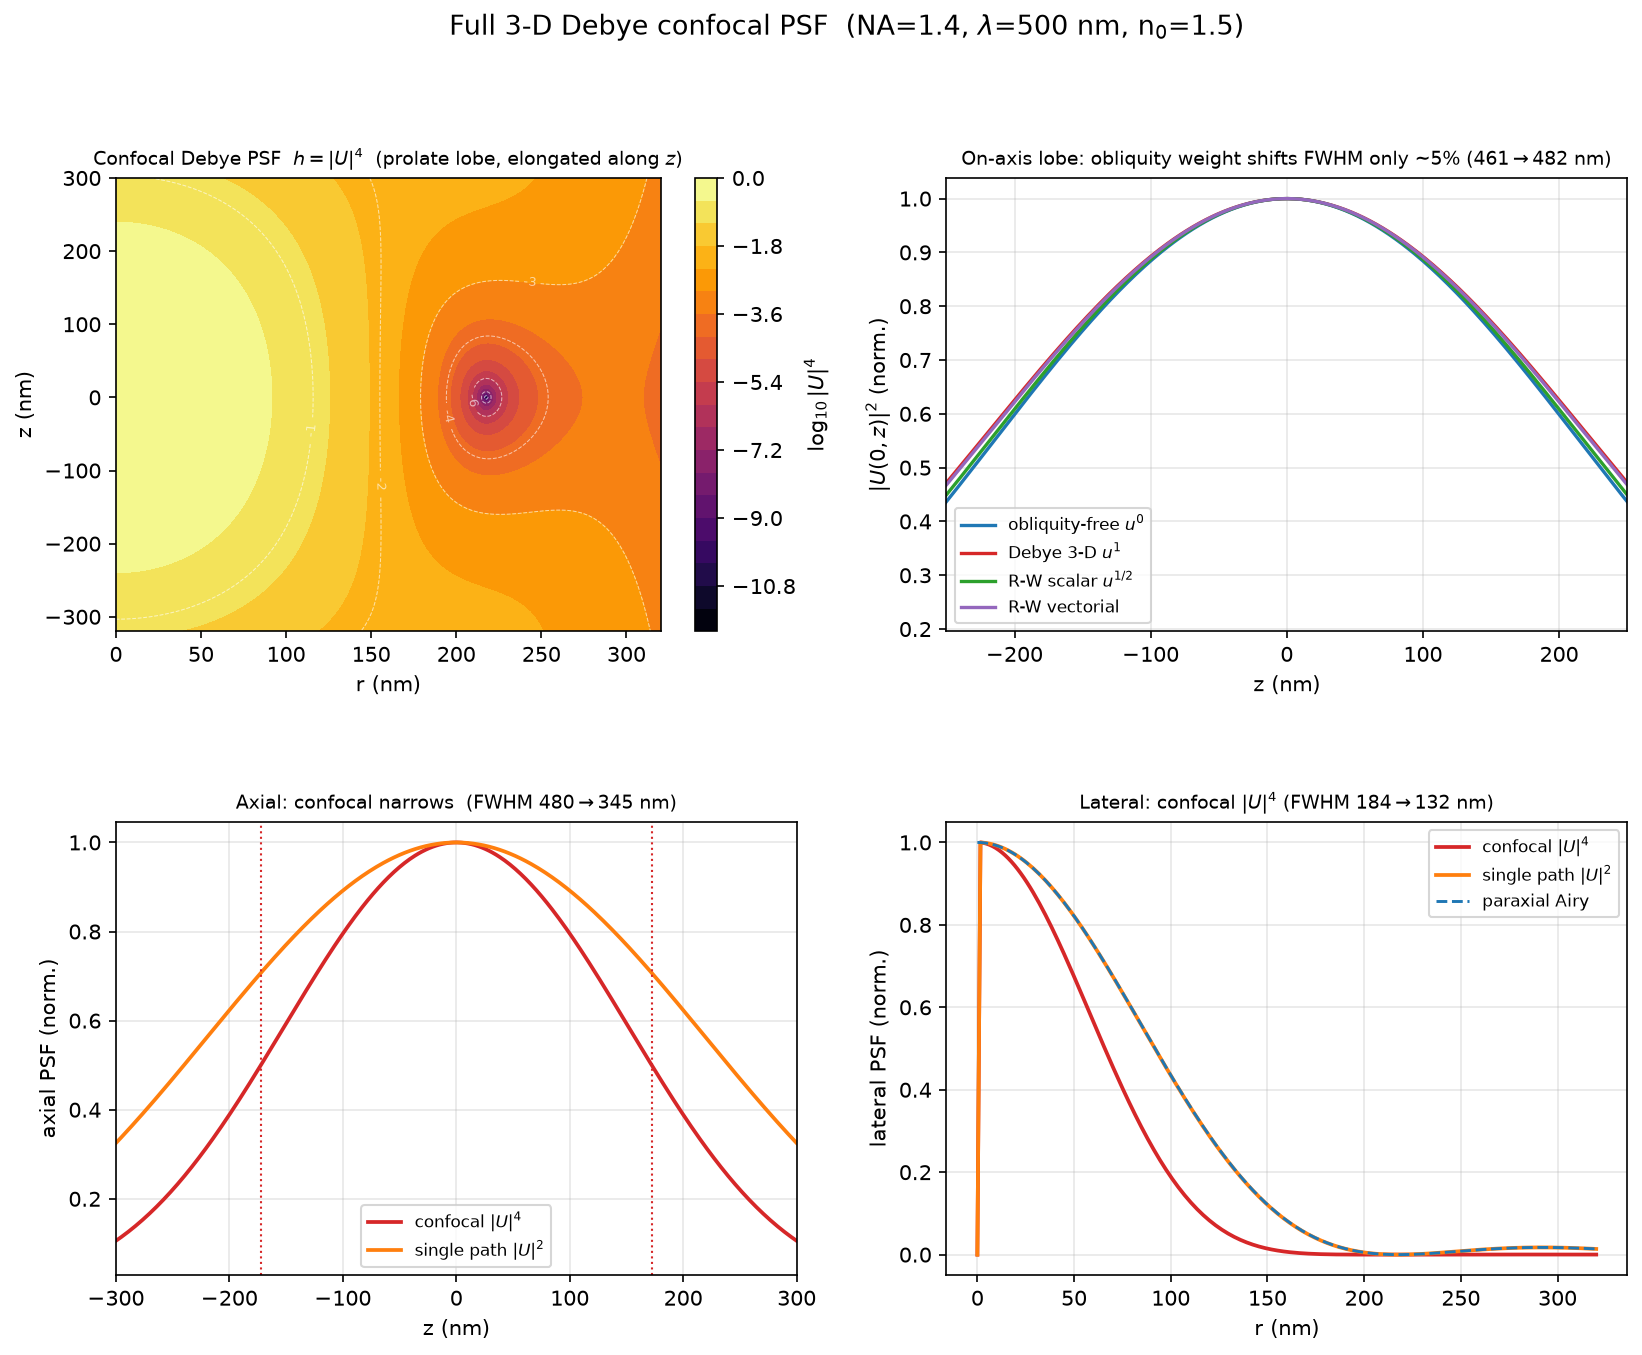 Full 3-D Debye confocal PSF (NA=1.4, λ=500 nm, n₀=1.5)
Confocal Debye PSF h = |U|⁴ (prolate lobe, elongated along z)
300
200
100
0
−100
−200
−300
z (nm)
0 50 100 150 200 250 300
r (nm)
-1
-2
-3
-4
-6
0.0
−1.8
−3.6
−5.4
−7.2
−9.0
−10.8
log₁₀|U|⁴
On-axis lobe: obliquity weight shifts FWHM only ~5% (461→482 nm)
1.0
0.9
0.8
0.7
0.6
0.5
0.4
0.3
0.2
|U(0, z)|² (norm.)
obliquity-free u⁰
Debye 3-D u¹
R-W scalar u¹ᐟ²
R-W vectorial
−200 −100 0 100 200
z (nm)
Axial: confocal narrows (FWHM 480→345 nm)
1.0
0.8
0.6
0.4
0.2
axial PSF (norm.)
confocal |U|⁴
single path |U|²
−300 −200 −100 0 100 200 300
z (nm)
Lateral: confocal |U|⁴ (FWHM 184→132 nm)
1.0
0.8
0.6
0.4
0.2
0.0
lateral PSF (norm.)
confocal |U|⁴
single path |U|²
paraxial Airy
0 50 100 150 200 250 300
r (nm)